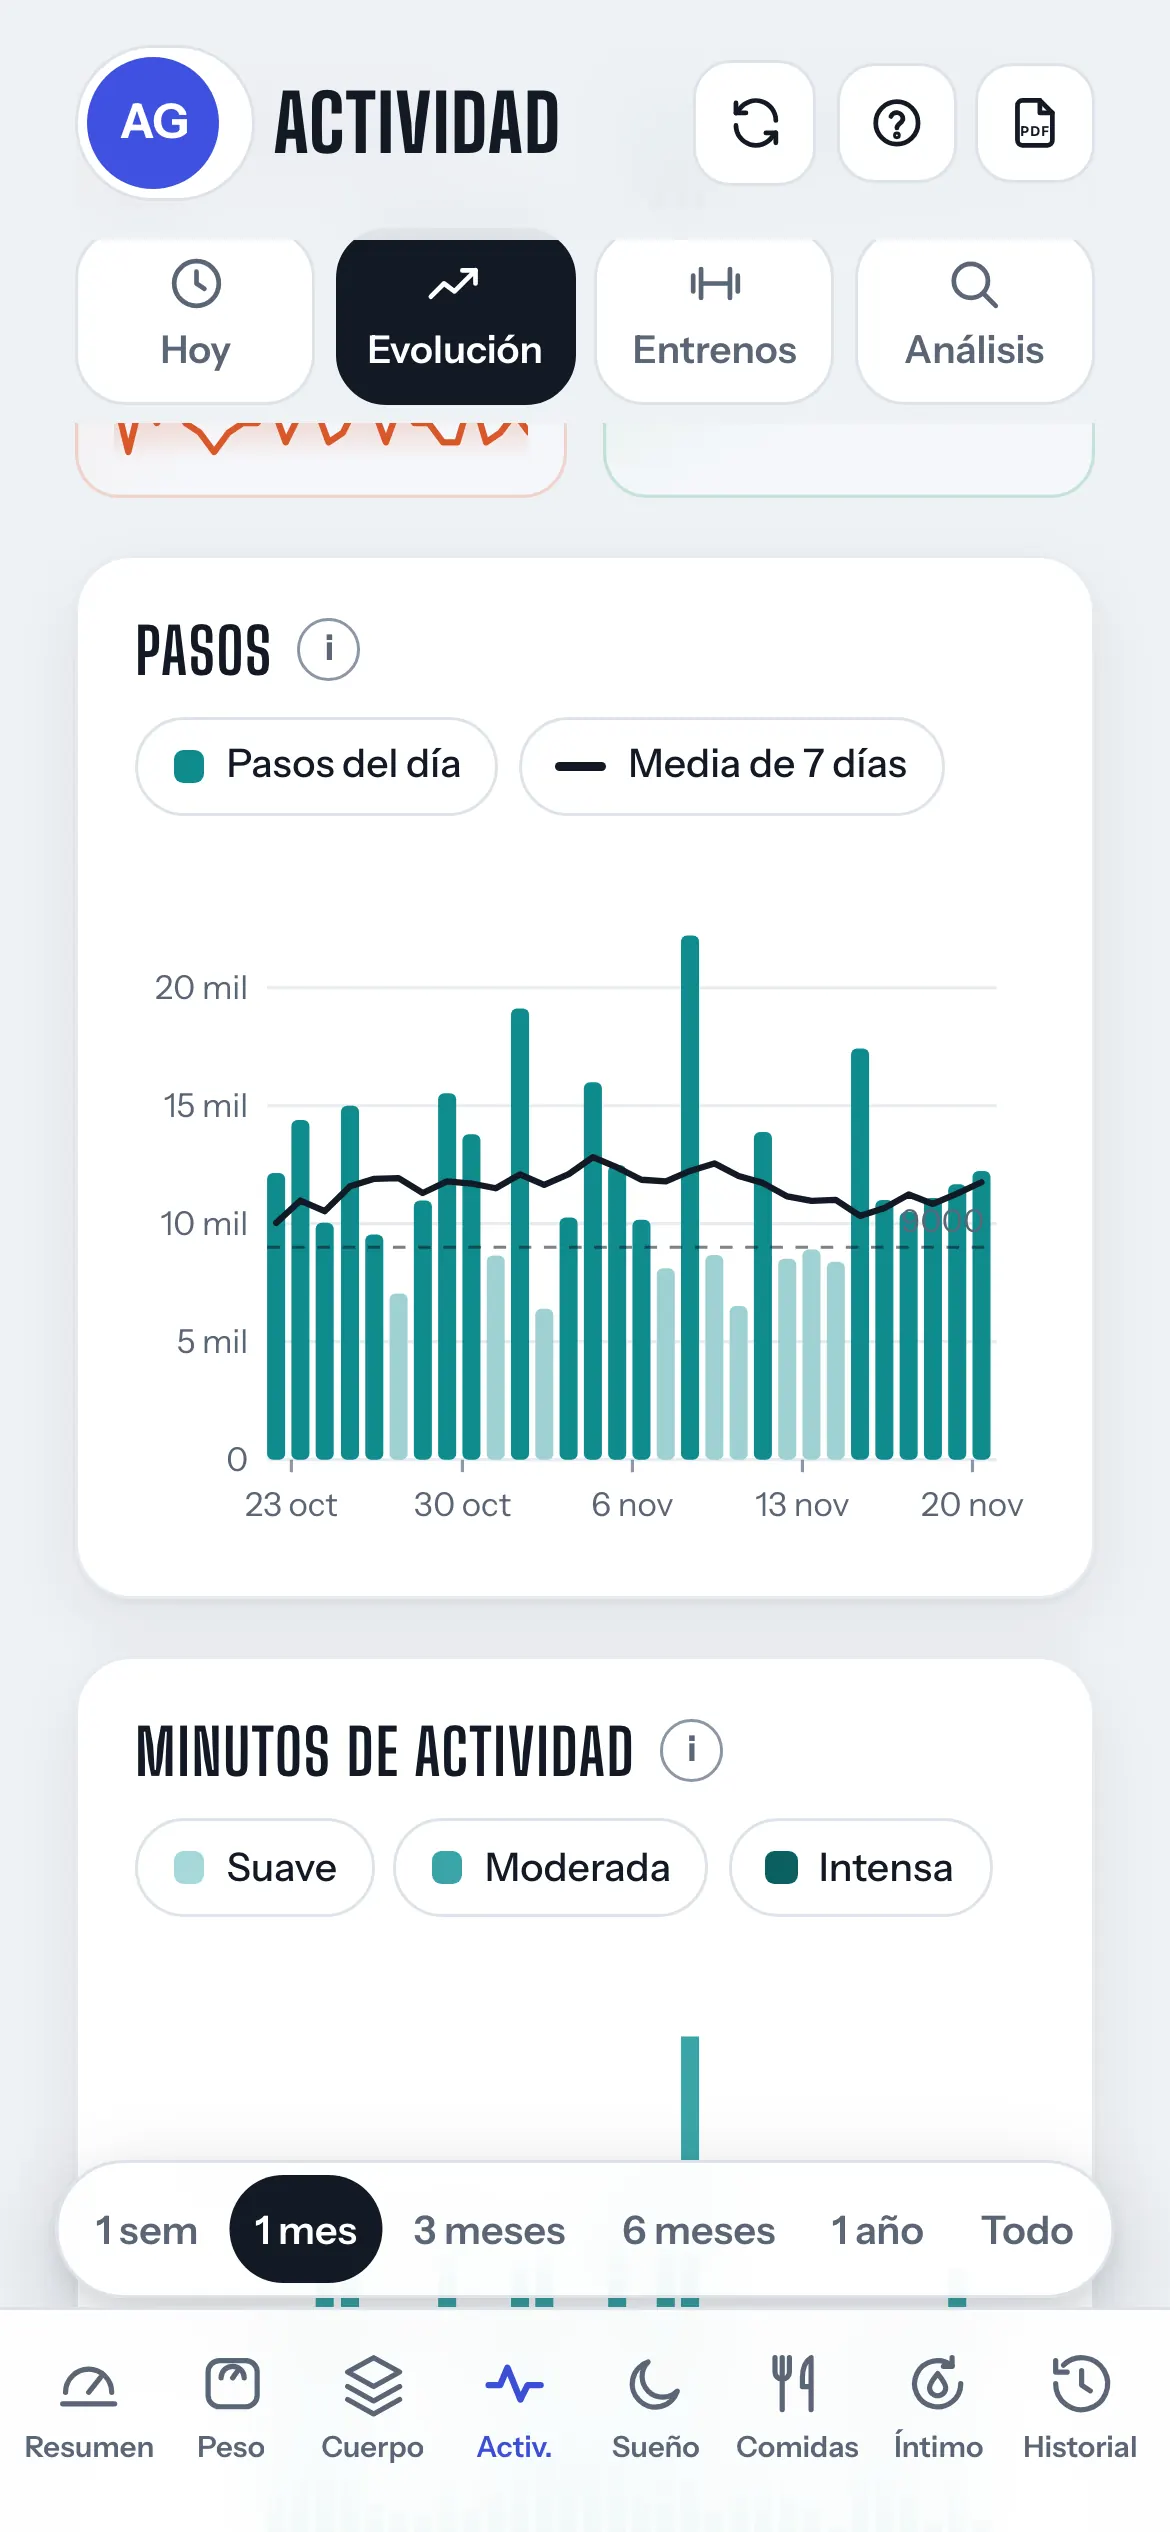 AG ACTIVIDAD PDF
Hoy Evolución Entrenos Análisis
PASOS i
Pasos del día Media de 7 días
20 mil
15 mil
10 mil
9000
5 mil
0
23 oct 30 oct 6 nov 13 nov 20 nov
MINUTOS DE ACTIVIDAD i
Suave Moderada Intensa
1 sem 1 mes 3 meses 6 meses 1 año Todo
Resumen Peso Cuerpo Activ. Sueño Comidas Íntimo Historial